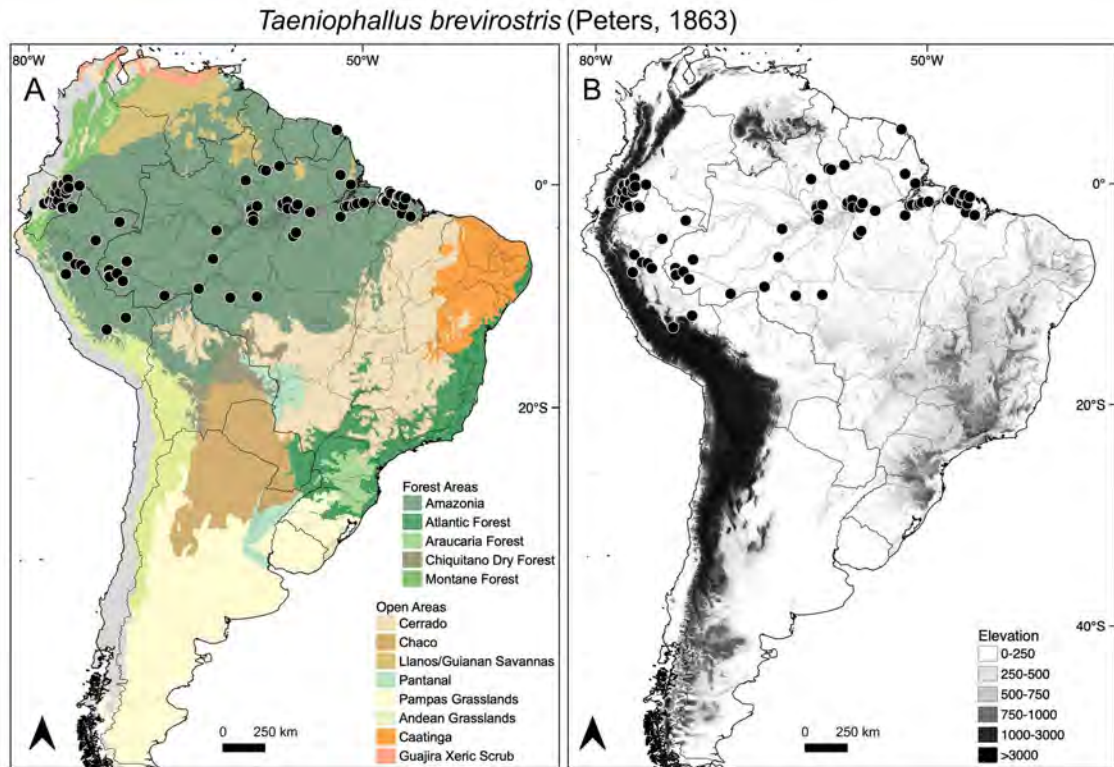 Taeniophallus brevirostris (Peters, 1863)
A
80°W
50°W
0°
20°S
Forest Areas
Amazonia
Atlantic Forest
Araucaria Forest
Chiquitano Dry Forest
Montane Forest
Open Areas
Cerrado
Chaco
Llanos/Guianan Savannas
Pantanal
Pampas Grasslands
Andean Grasslands
Caatinga
Guajira Xeric Scrub
0 250 km
B
80°W
50°W
0°
20°S
40°S
Elevation
0-250
250-500
500-750
750-1000
1000-3000
>3000
0 250 km